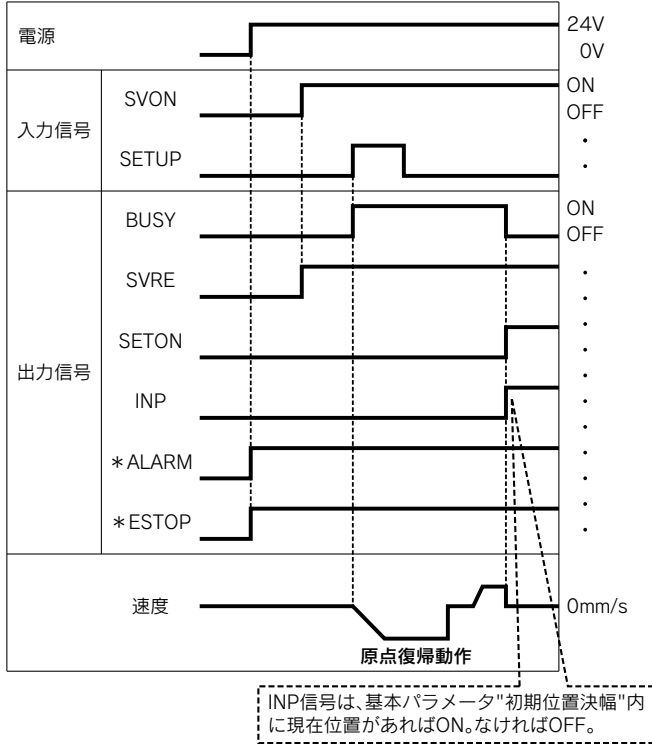 電源
24V
0V
入力信号
SVON
ON
OFF
SETUP
出力信号
BUSY
ON
OFF
SVRE
SETON
INP
＊ALARM
＊ESTOP
速度
0mm/s
原点復帰動作
INP信号は、基本パラメータ"初期位置決幅"内
に現在位置があればON。なければOFF。